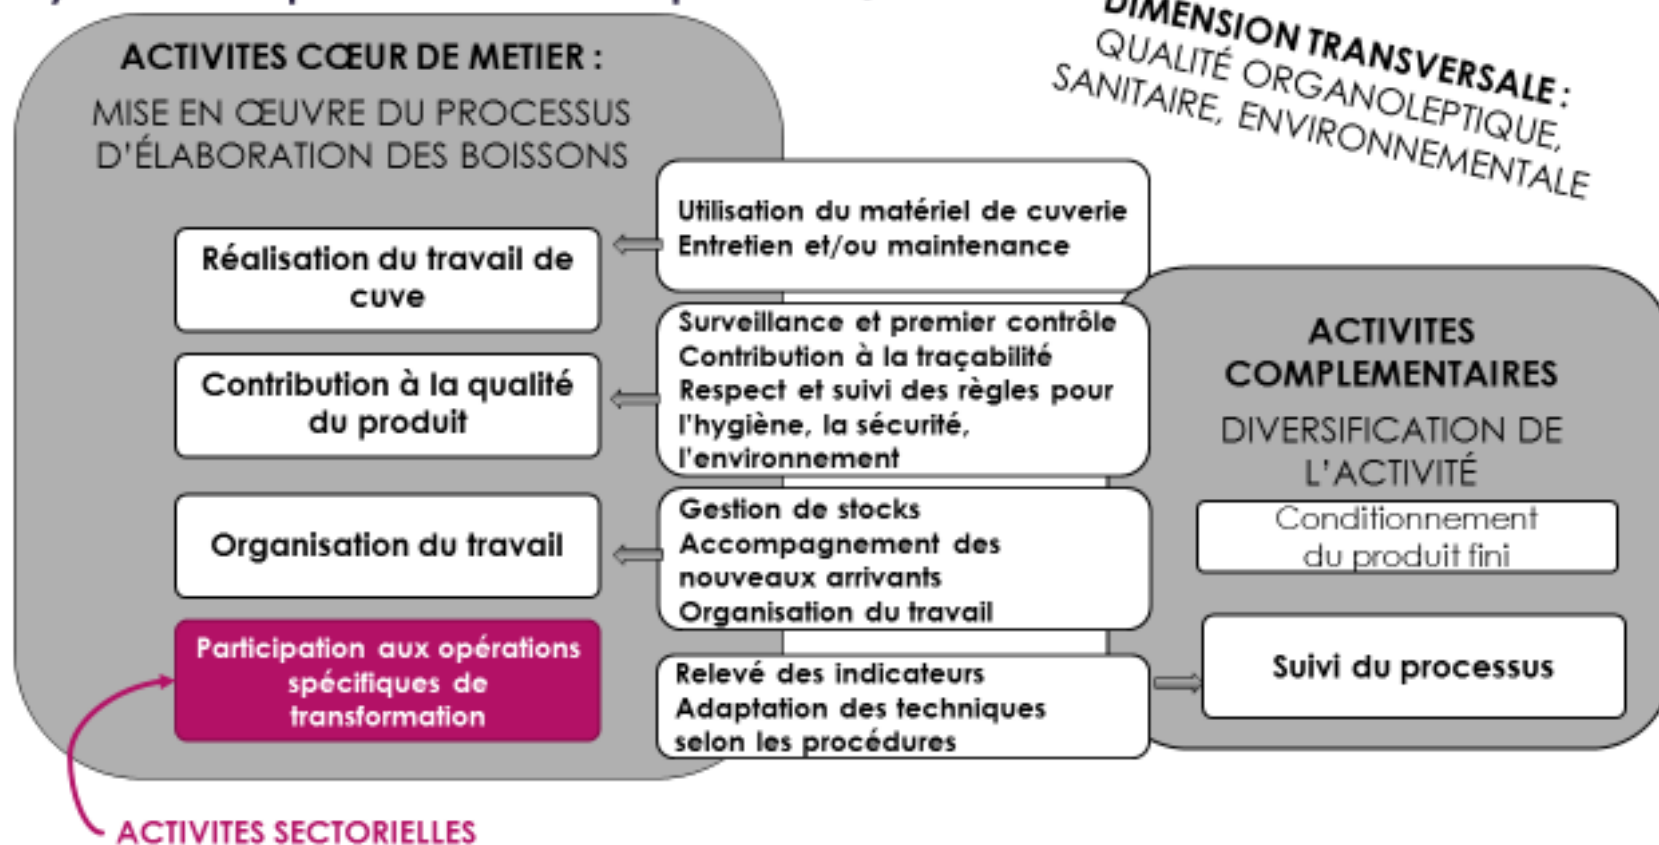 DIMENSION TRANSVERSALE :
QUALITÉ ORGANOLEPTIQUE,
SANITAIRE, ENVIRONNEMENTALE
ACTIVITES CŒUR DE METIER :
MISE EN ŒUVRE DU PROCESSUS
D'ÉLABORATION DES BOISSONS
Réalisation du travail de
cuve
Contribution à la qualité
du produit
Organisation du travail
Participation aux opérations
spécifiques de
transformation
ACTIVITES SECTORIELLES
Utilisation du matériel de cuverie
Entretien et/ou maintenance
Surveillance et premier contrôle
Contribution à la traçabilité
Respect et suivi des règles pour
l'hygiène, la sécurité,
l'environnement
Gestion de stocks
Accompagnement des
nouveaux arrivants
Organisation du travail
Relevé des indicateurs
Adaptation des techniques
selon les procédures
ACTIVITES
COMPLEMENTAIRES
DIVERSIFICATION DE
L'ACTIVITÉ
Conditionnement
du produit fini
Suivi du processus